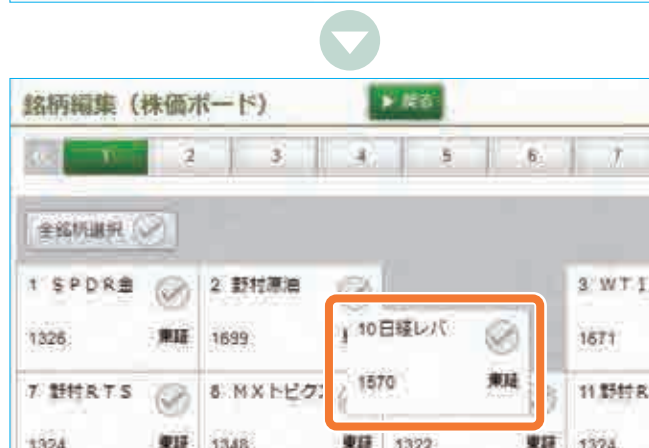 銘柄編集（株価ボード）
▶ 戻る
1 2 3 4 5 6 7
全銘柄選択
1 SPDR金
2 野村原油
3 WTI
1326 東証
1699
10日経レバ
1671
1570 東証
7 野村RTS
8 MXトピク
11 野村R
1324 東証
1348 東証
1322 東証
1324